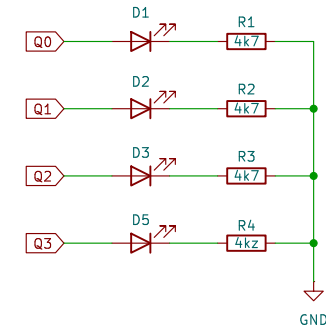 D1 R1
Q0 4k7
D2 R2
Q1 4k7
D3 R3
Q2 4k7
D5 R4
Q3 4kz
GND